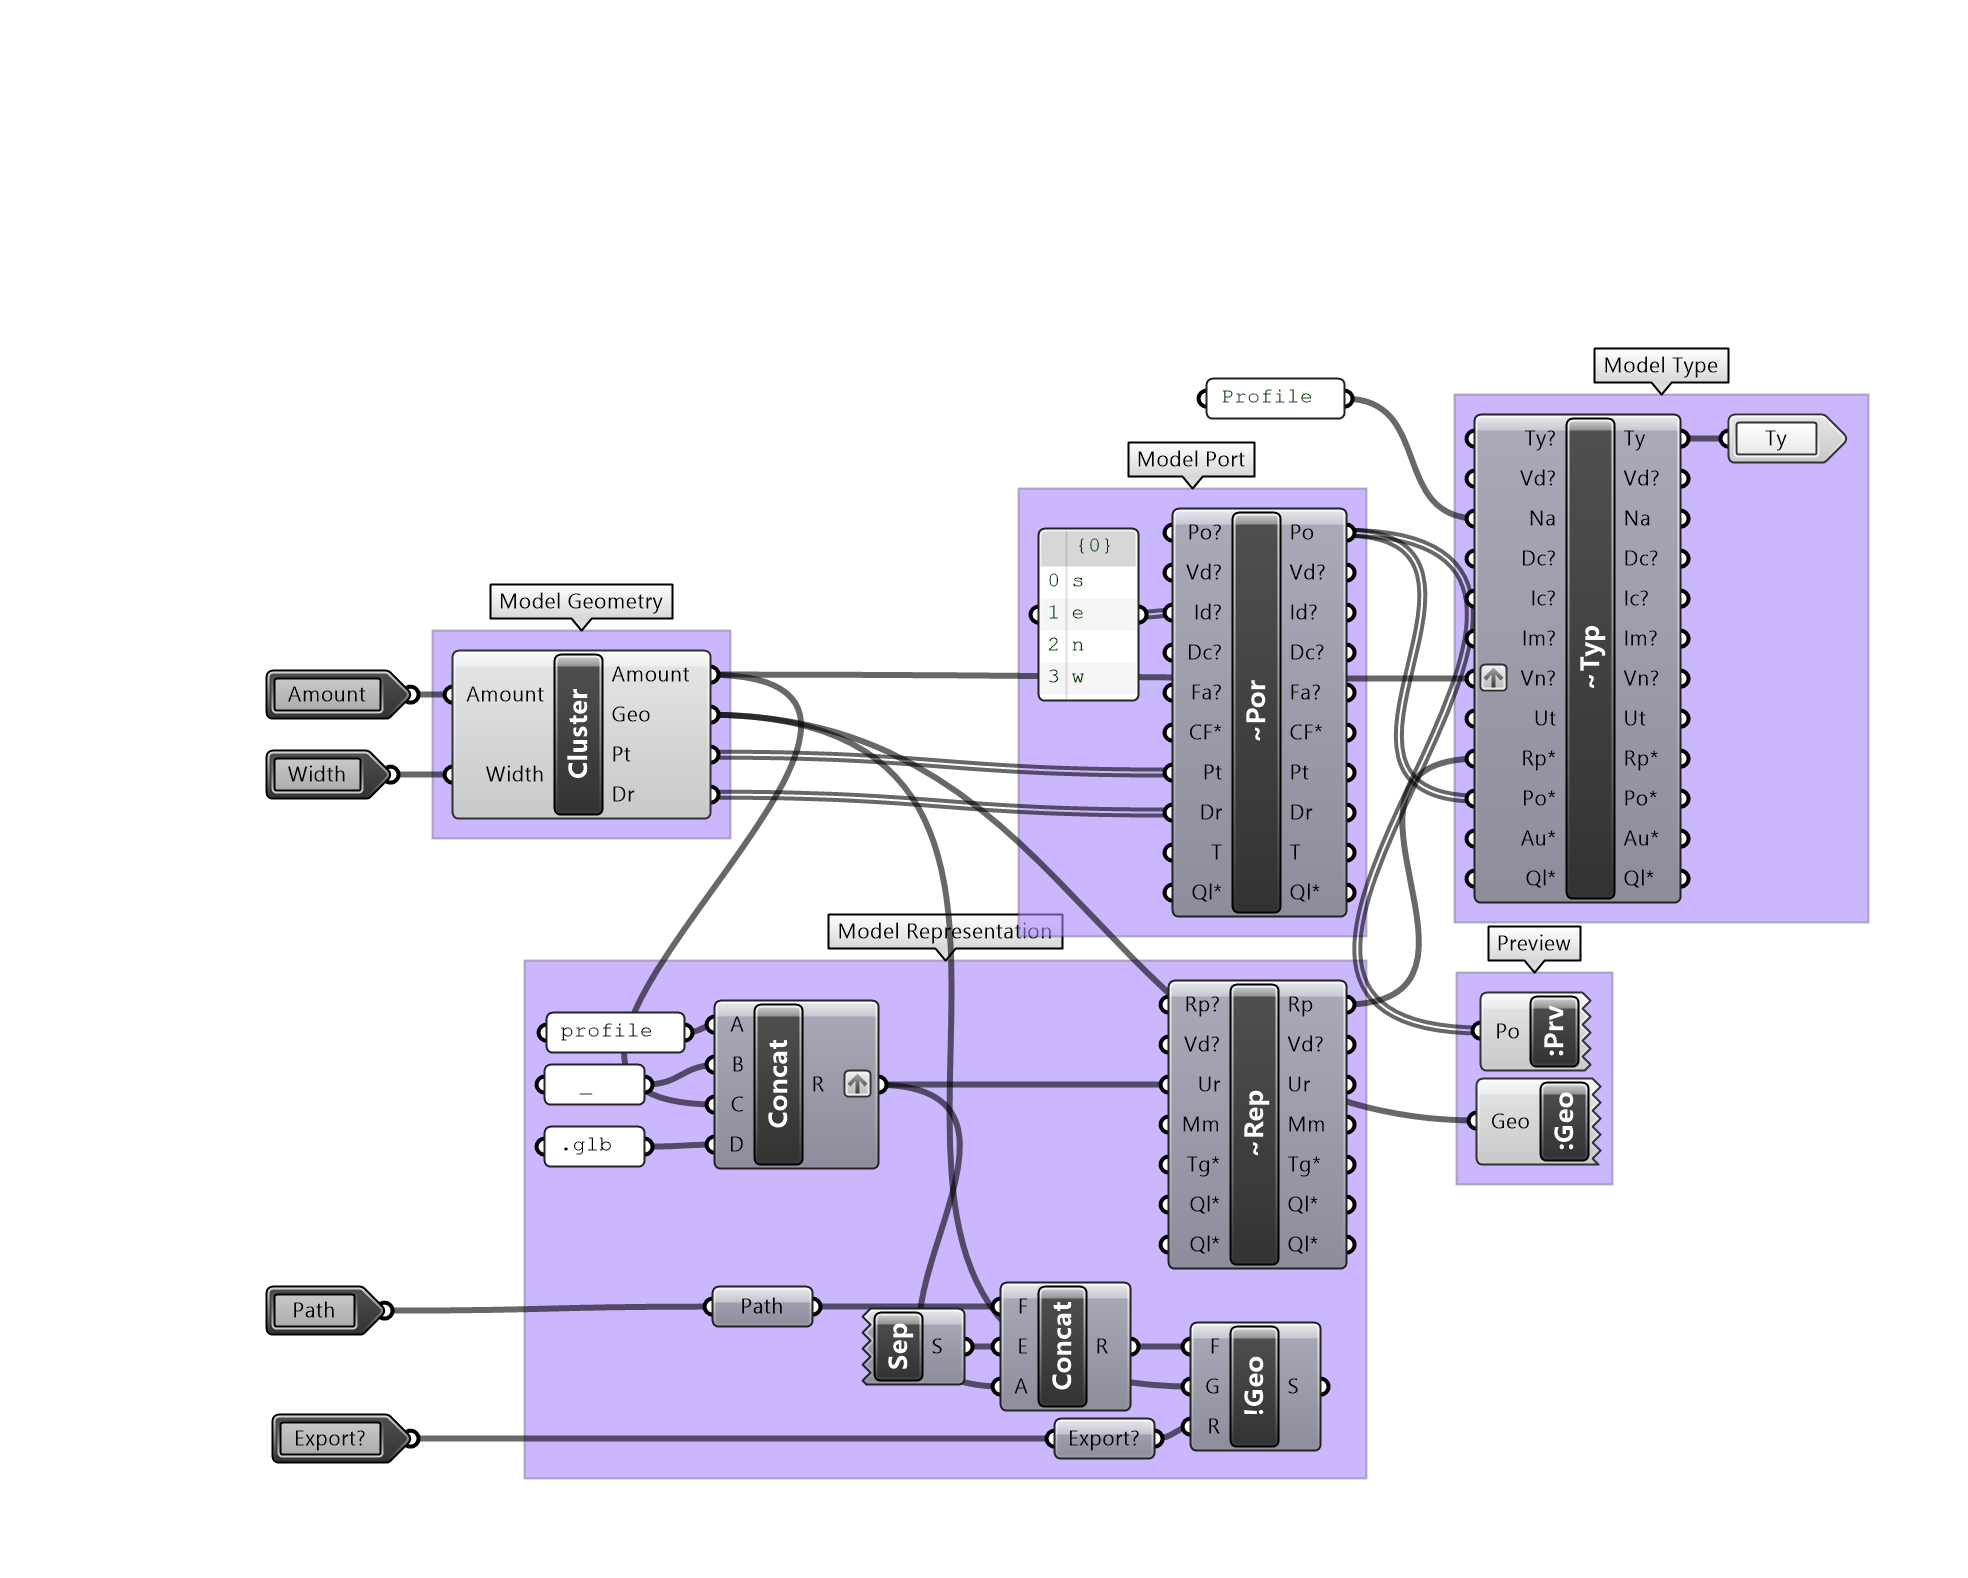 Model Type
Profile
Ty? Ty
Vd? Vd?
Na Na
Dc? Dc?
Ic? Ic?
Im? Im?
Vn? Vn?
Ut Ut
Rp* Rp*
Po* Po*
Au* Au*
Ql* Ql*
~Typ
Ty
Model Port
{0}
0 s
1 e
2 n
3 w
Po? Po
Vd? Vd?
Id? Id?
Dc? Dc?
Fa? Fa?
CF* CF*
Pt Pt
Dr Dr
T T
Ql* Ql*
~Por
Model Geometry
Amount
Width
Amount
Width
Cluster
Amount
Geo
Pt
Dr
Model Representation
profile
_
.glb
A
B
C
D
Concat
R
Rp? Rp
Vd? Vd?
Ur Ur
Mm Mm
Tg* Tg*
Ql* Ql*
Ql* Ql*
~Rep
Preview
Po :Prv
Geo :Geo
Path
Path
Sep S
F
E
A
Concat
R
F
G
R
!Geo
S
Export?
Export?